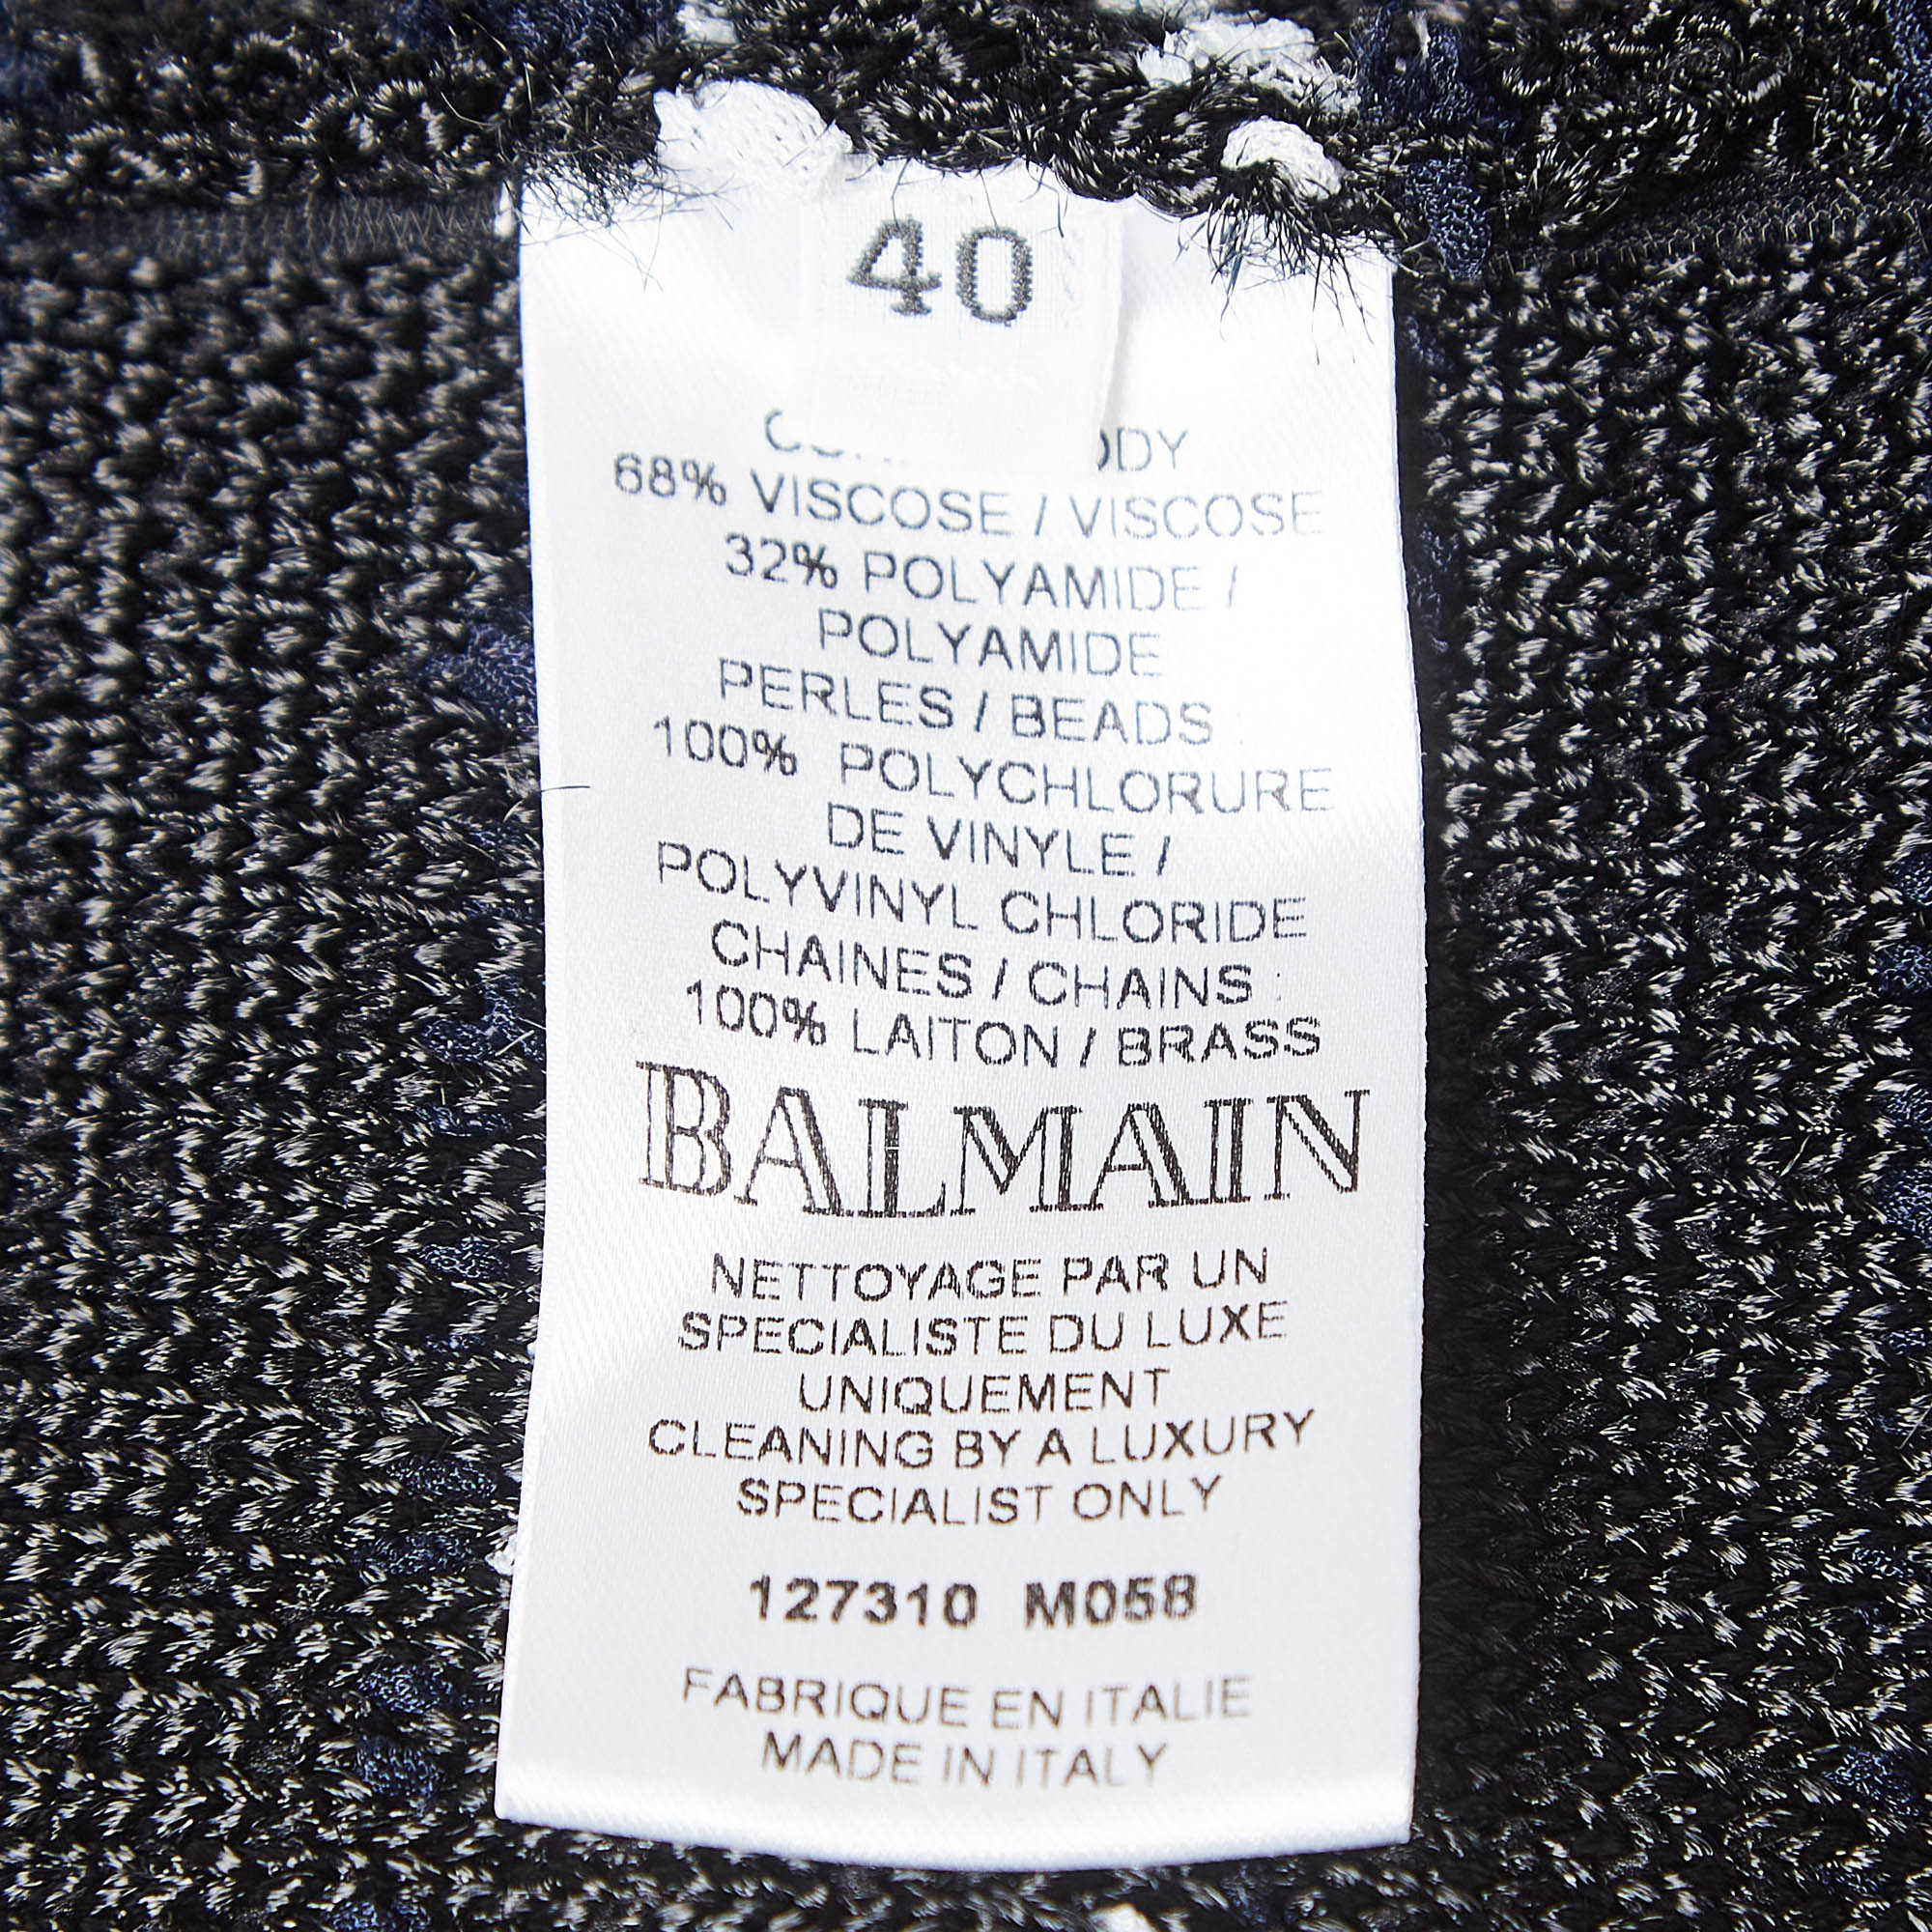 40
68% VISCOSE / VISCOSE
32% POLYAMIDE /
POLYAMIDE
PERLES / BEADS :
100% POLYCHLORURE
DE VINYLE /
POLYVINYL CHLORIDE
CHAINES / CHAINS :
100% LAITON / BRASS
BALMAIN
NETTOYAGE PAR UN
SPECIALISTE DU LUXE
UNIQUEMENT
CLEANING BY A LUXURY
SPECIALIST ONLY
127310 M058
FABRIQUE EN ITALIE
MADE IN ITALY